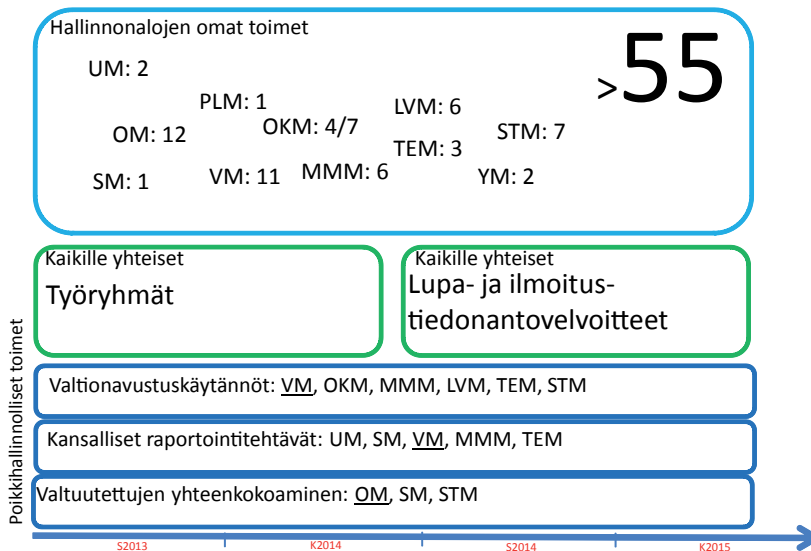 Hallinnonalojen omat toimet
>55
UM: 2
PLM: 1
LVM: 6
OM: 12
OKM: 4/7
STM: 7
TEM: 3
SM: 1
VM: 11
MMM: 6
YM: 2
Kaikille yhteiset
Työryhmät
Kaikille yhteiset
Lupa- ja ilmoitus-
tiedonantovelvoitteet
Poikkihallinnolliset toimet
Valtionavustuskäytännöt: VM, OKM, MMM, LVM, TEM, STM
Kansalliset raportointitehtävät: UM, SM, VM, MMM, TEM
Valtuutettujen yhteenkokoaminen: OM, SM, STM
S2013
K2014
S2014
K2015